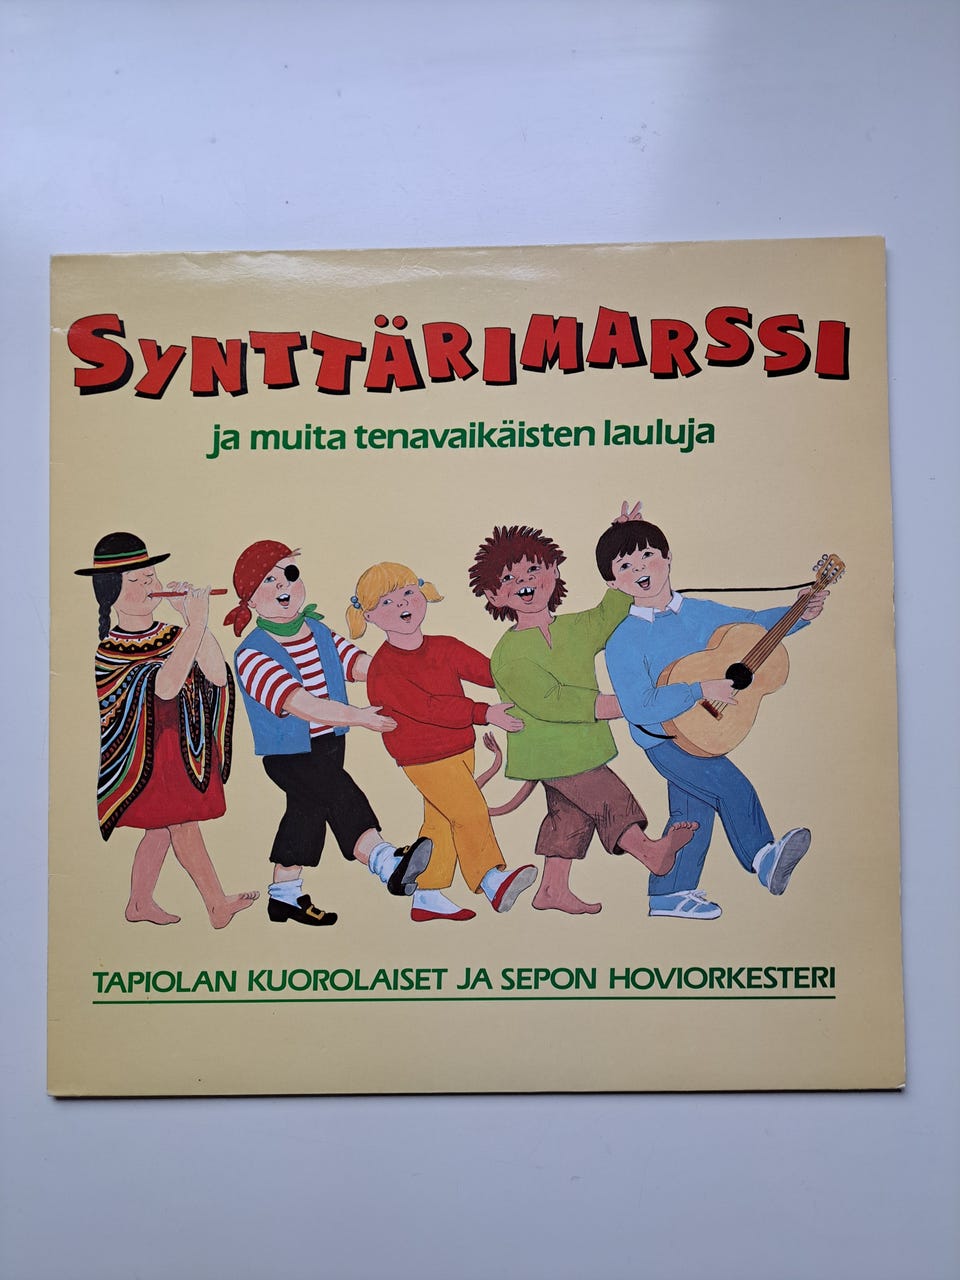 SYNTTÄRIMARSSI
ja muita tenavaikäisten lauluja
TAPIOLAN KUOROLAISET JA SEPON HOVIORKESTERI